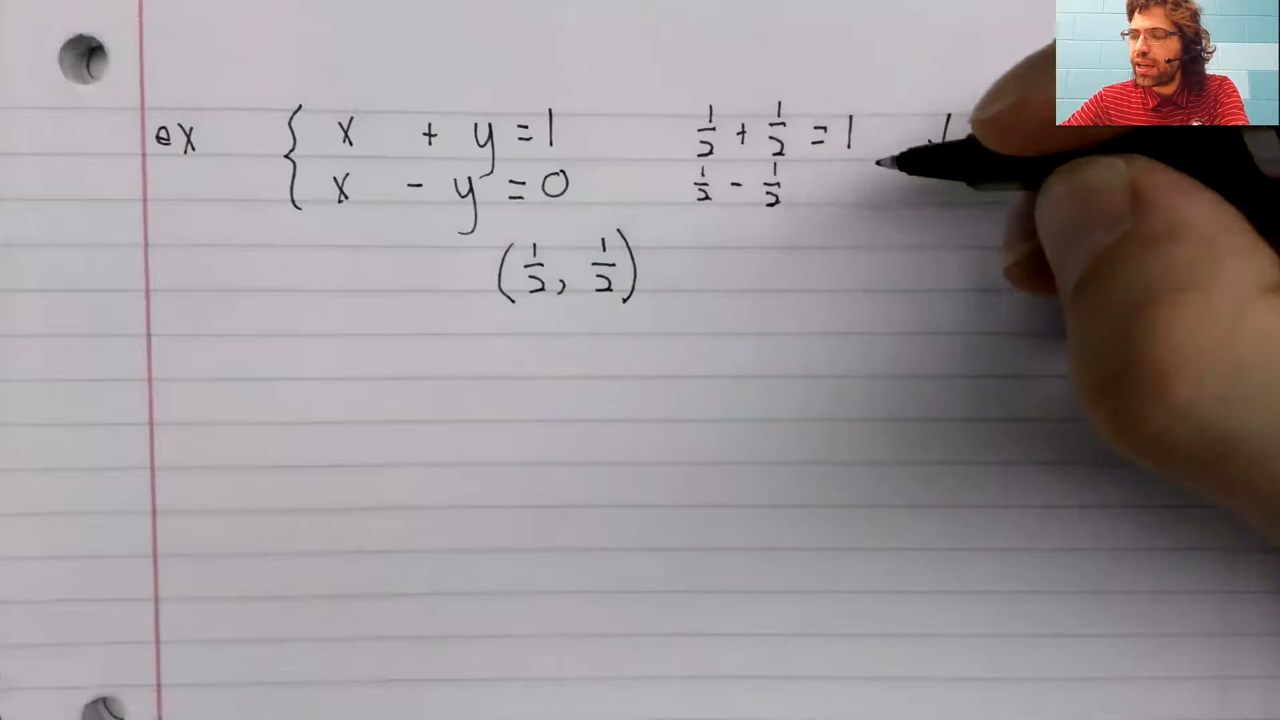 ex { x + y = 1    1/2 + 1/2 = 1
x - y = 0    1/2 - 1/2
(1/2, 1/2)